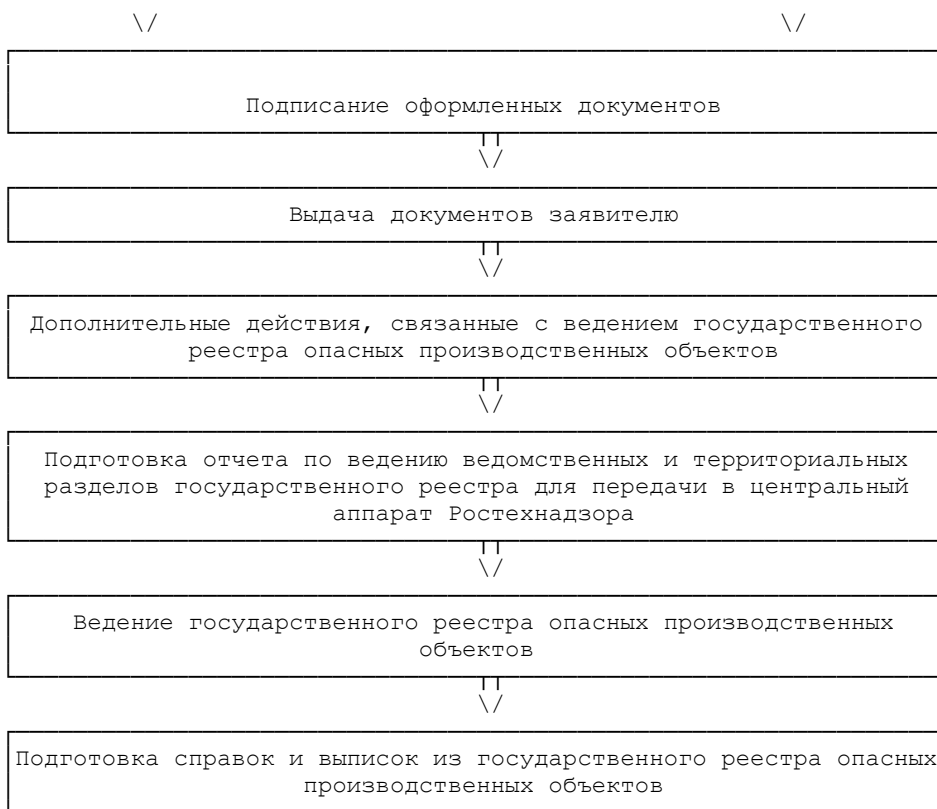 Подписание оформленных документов
Выдача документов заявителю
Дополнительные действия, связанные с ведением государственного
реестра опасных производственных объектов
Подготовка отчета по ведению ведомственных и территориальных
разделов государственного реестра для передачи в центральный
аппарат Ростехнадзора
Ведение государственного реестра опасных производственных
объектов
Подготовка справок и выписок из государственного реестра опасных
производственных объектов